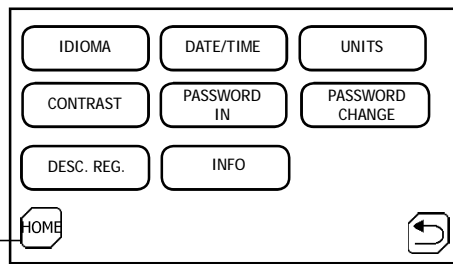 IDIOMA
DATE/TIME
UNITS
CONTRAST
PASSWORD
IN
PASSWORD
CHANGE
DESC. REG.
INFO
HOME